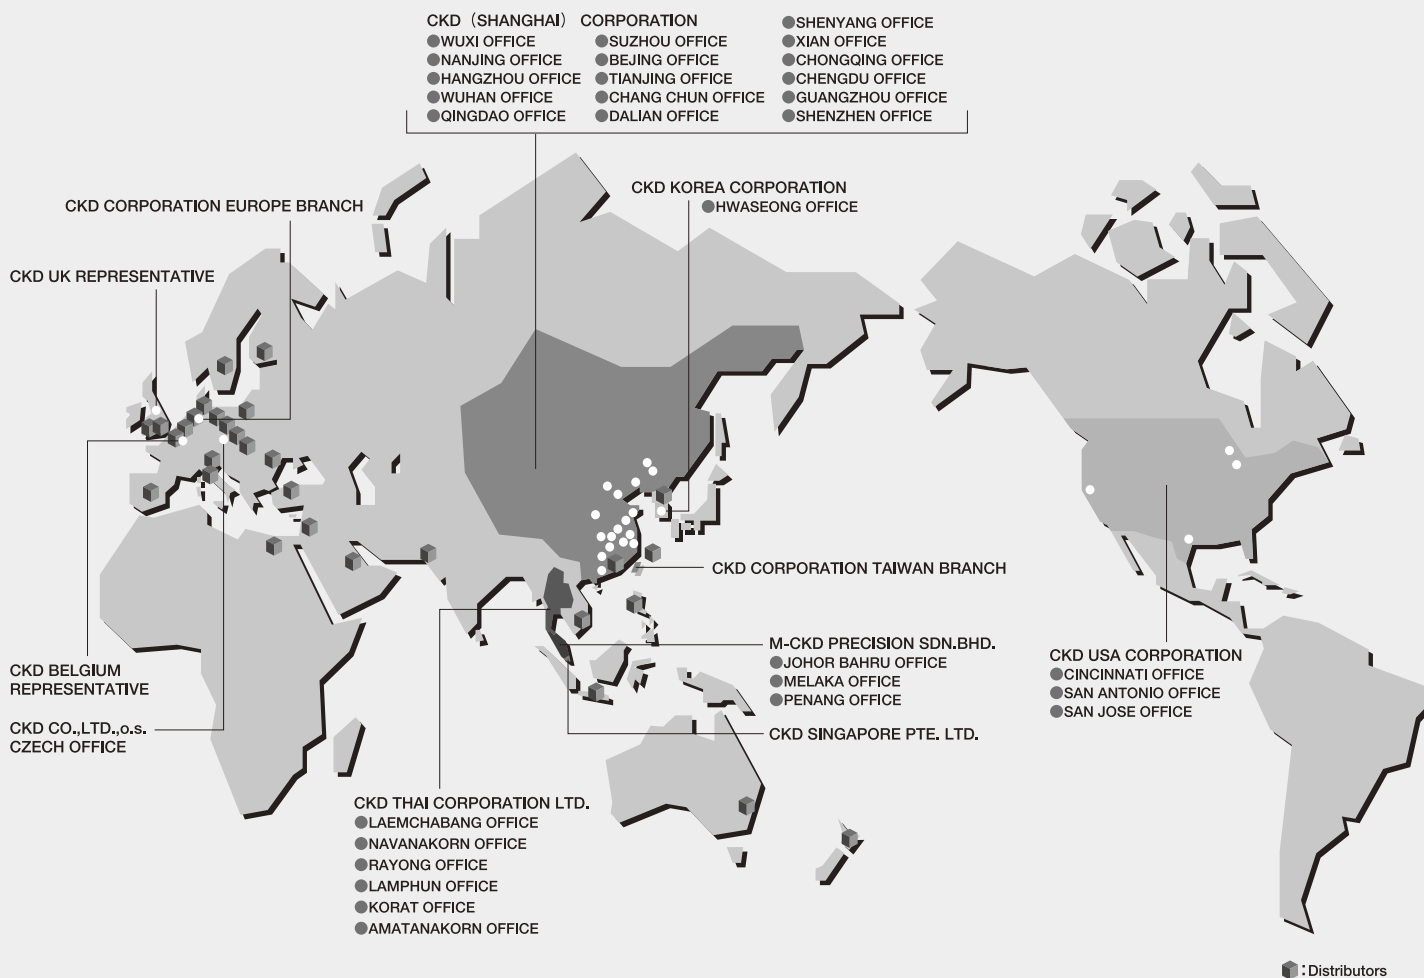 CKD（SHANGHAI） CORPORATION
●WUXI OFFICE
●NANJING OFFICE
●HANGZHOU OFFICE
●WUHAN OFFICE
●QINGDAO OFFICE
●SUZHOU OFFICE
●BEJING OFFICE
●TIANJING OFFICE
●CHANG CHUN OFFICE
●DALIAN OFFICE
●SHENYANG OFFICE
●XIAN OFFICE
●CHONGQING OFFICE
●CHENGDU OFFICE
●GUANGZHOU OFFICE
●SHENZHEN OFFICE
CKD KOREA CORPORATION
●HWASEONG OFFICE
CKD CORPORATION EUROPE BRANCH
CKD UK REPRESENTATIVE
CKD CORPORATION TAIWAN BRANCH
CKD BELGIUM
REPRESENTATIVE
CKD CO.,LTD.,o.s.
CZECH OFFICE
M-CKD PRECISION SDN.BHD.
●JOHOR BAHRU OFFICE
●MELAKA OFFICE
●PENANG OFFICE
CKD SINGAPORE PTE. LTD.
CKD USA CORPORATION
●CINCINNATI OFFICE
●SAN ANTONIO OFFICE
●SAN JOSE OFFICE
CKD THAI CORPORATION LTD.
●LAEMCHABANG OFFICE
●NAVANAKORN OFFICE
●RAYONG OFFICE
●LAMPHUN OFFICE
●KORAT OFFICE
●AMATANAKORN OFFICE
: Distributors